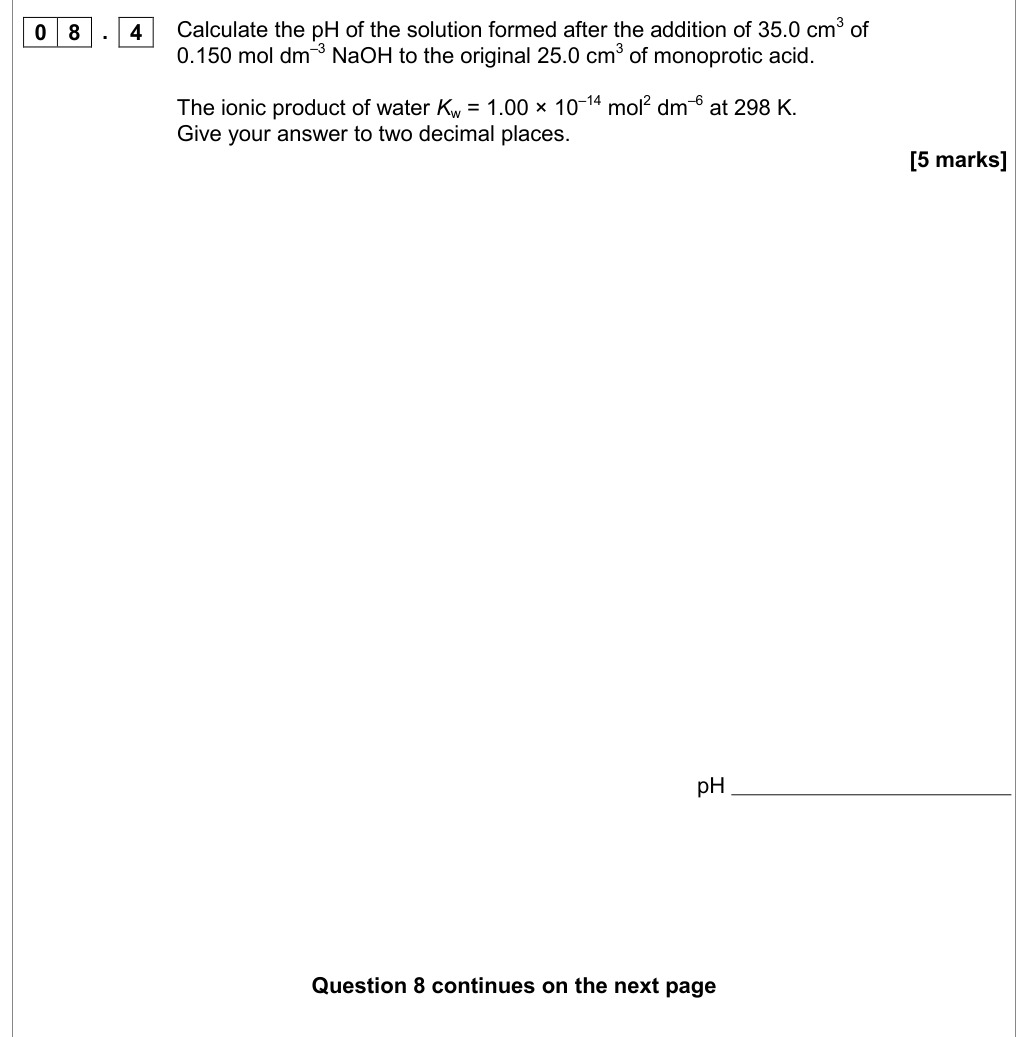 0 8 . 4 Calculate the pH of the solution formed after the addition of 35.0 cm³ of
0.150 mol dm⁻³ NaOH to the original 25.0 cm³ of monoprotic acid.
The ionic product of water Kw = 1.00 × 10⁻¹⁴ mol² dm⁻⁶ at 298 K.
Give your answer to two decimal places.
[5 marks]
pH
Question 8 continues on the next page